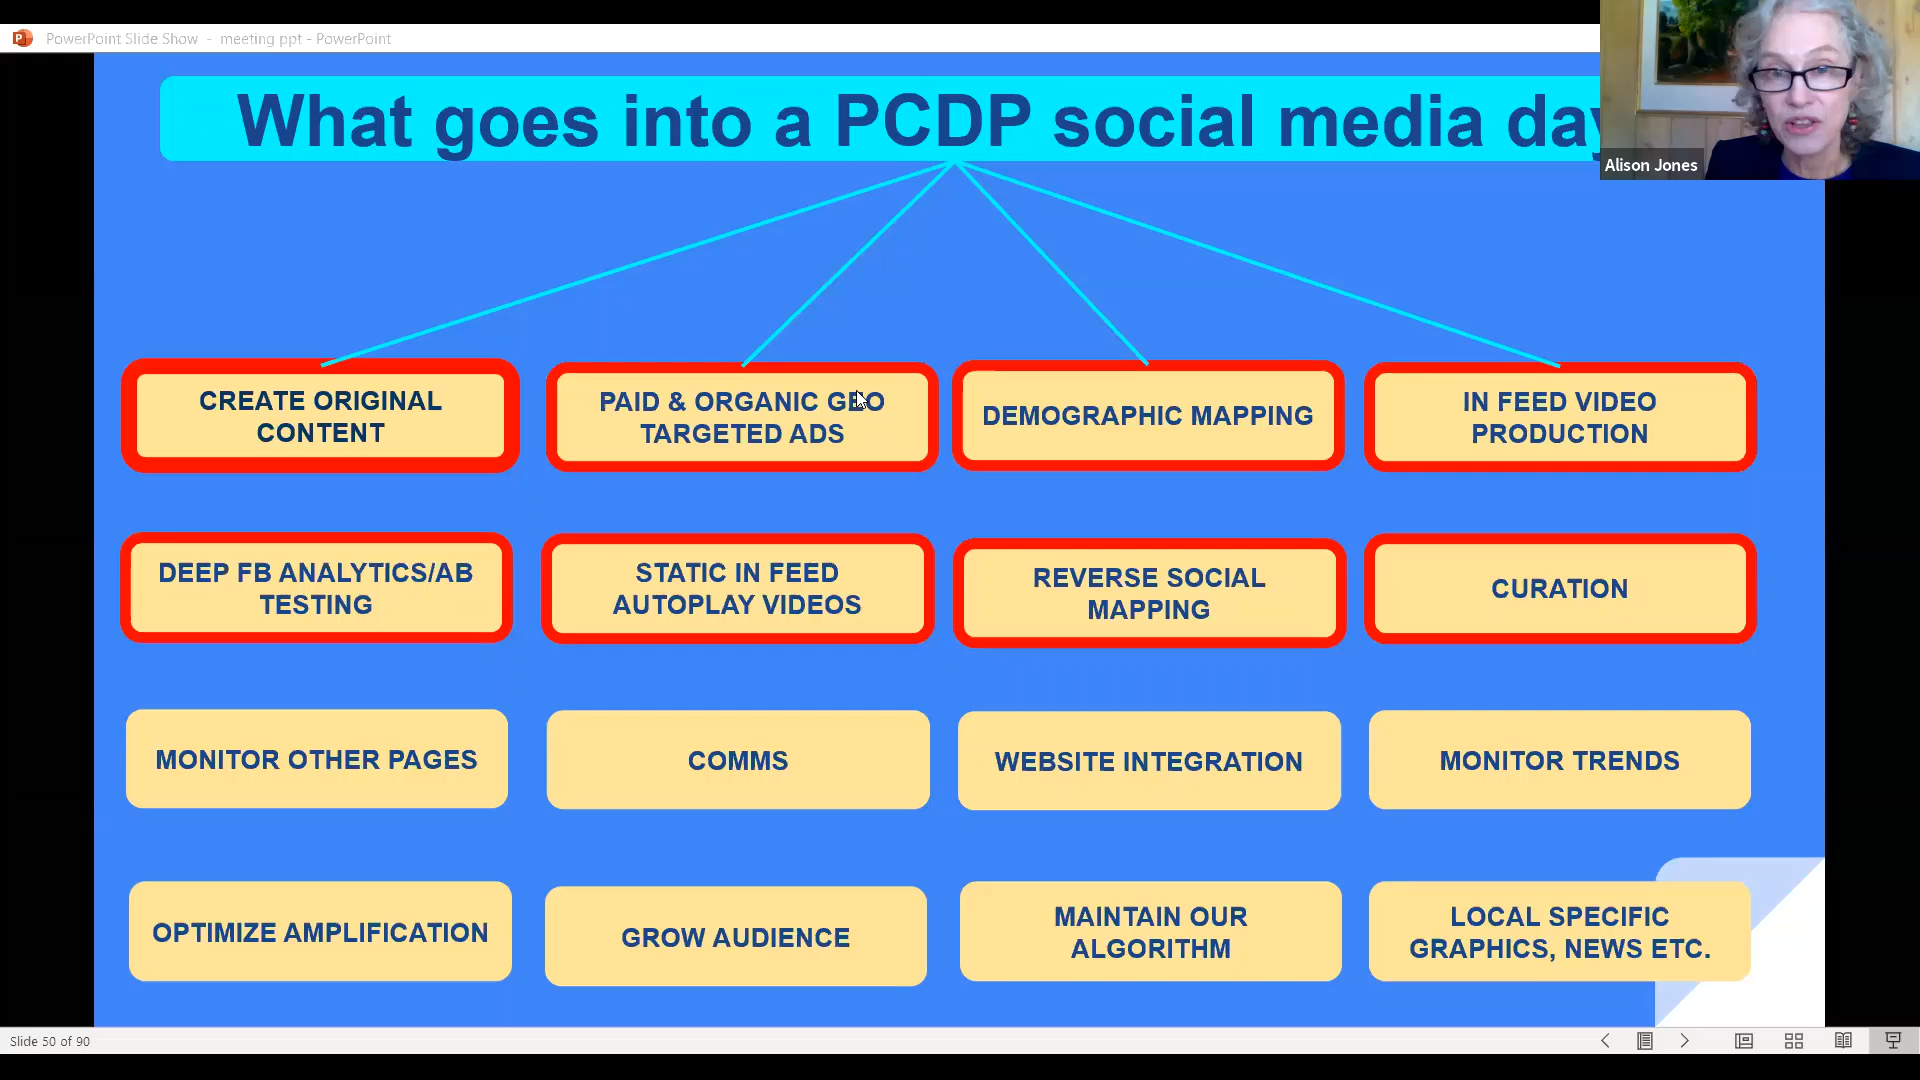 PowerPoint Slide Show - meeting ppt - PowerPoint
What goes into a PCDP social media day
Alison Jones
CREATE ORIGINAL
CONTENT
PAID & ORGANIC GEO
TARGETED ADS
DEMOGRAPHIC MAPPING
IN FEED VIDEO
PRODUCTION
DEEP FB ANALYTICS/AB
TESTING
STATIC IN FEED
AUTOPLAY VIDEOS
REVERSE SOCIAL
MAPPING
CURATION
MONITOR OTHER PAGES
COMMS
WEBSITE INTEGRATION
MONITOR TRENDS
OPTIMIZE AMPLIFICATION
GROW AUDIENCE
MAINTAIN OUR
ALGORITHM
LOCAL SPECIFIC
GRAPHICS, NEWS ETC.
Slide 50 of 90